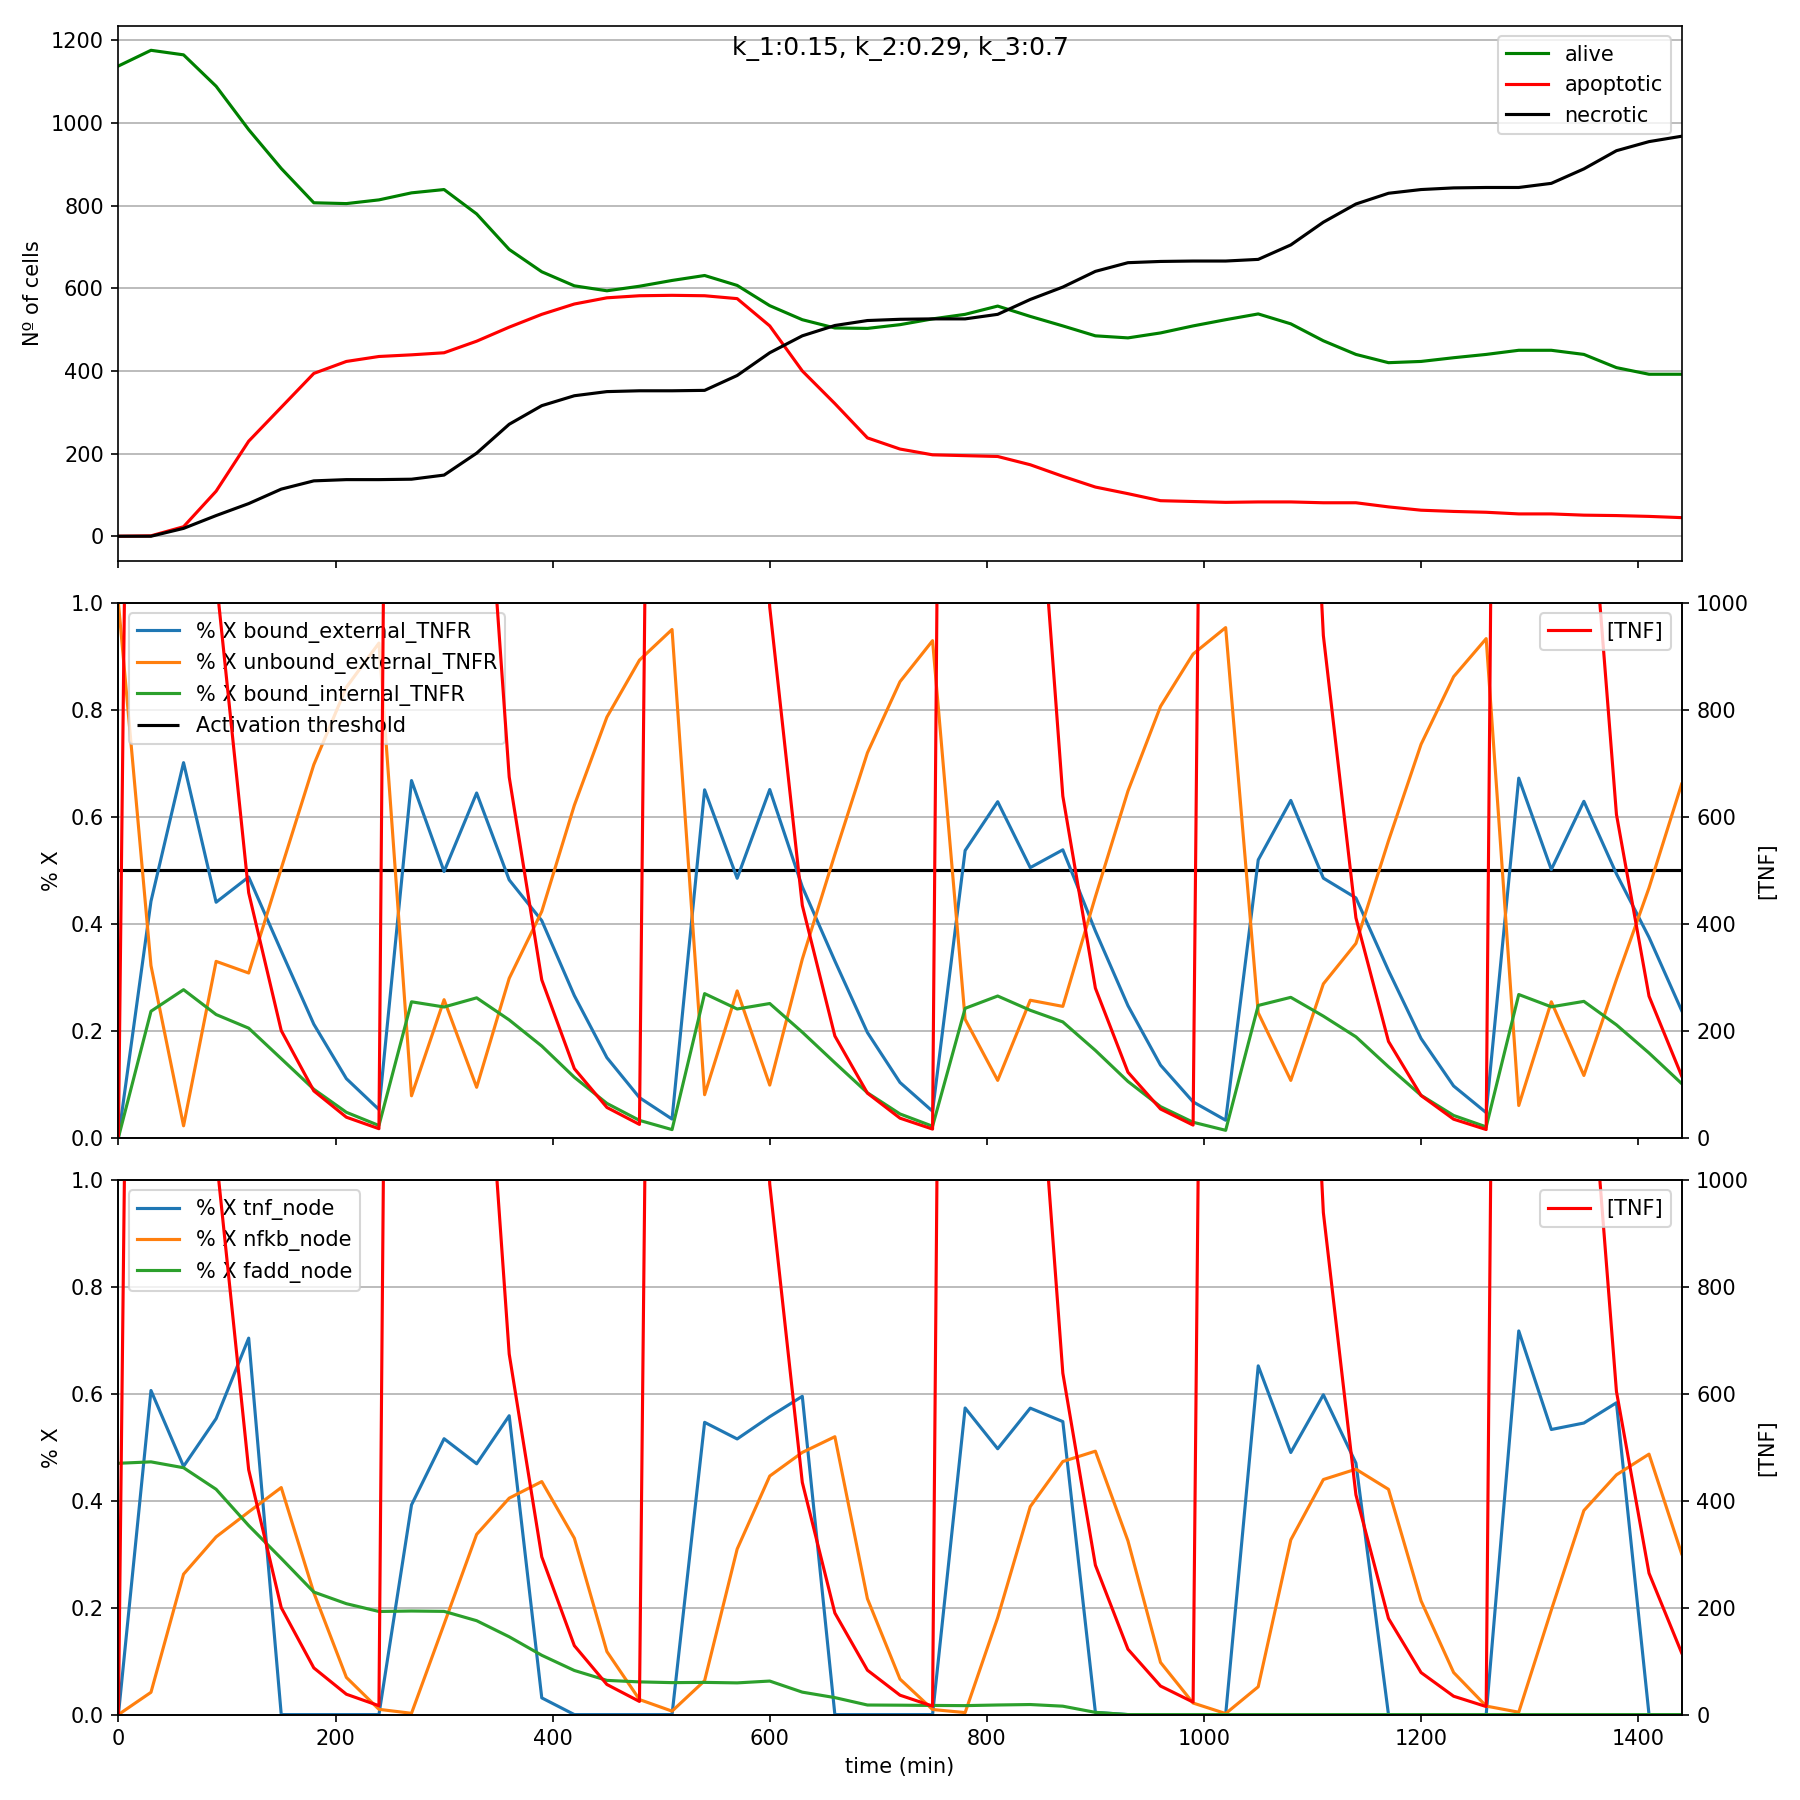 k_1:0.15, k_2:0.29, k_3:0.7
alive
apoptotic
necrotic
Nº of cells
1200
1000
800
600
400
200
0
% X bound_external_TNFR
% X unbound_external_TNFR
% X bound_internal_TNFR
Activation threshold
[TNF]
% X
1.0
0.8
0.6
0.4
0.2
0.0
[TNF]
1000
800
600
400
200
0
% X tnf_node
% X nfkb_node
% X fadd_node
[TNF]
% X
1.0
0.8
0.6
0.4
0.2
0.0
[TNF]
1000
800
600
400
200
0
0 200 400 600 800 1000 1200 1400
time (min)